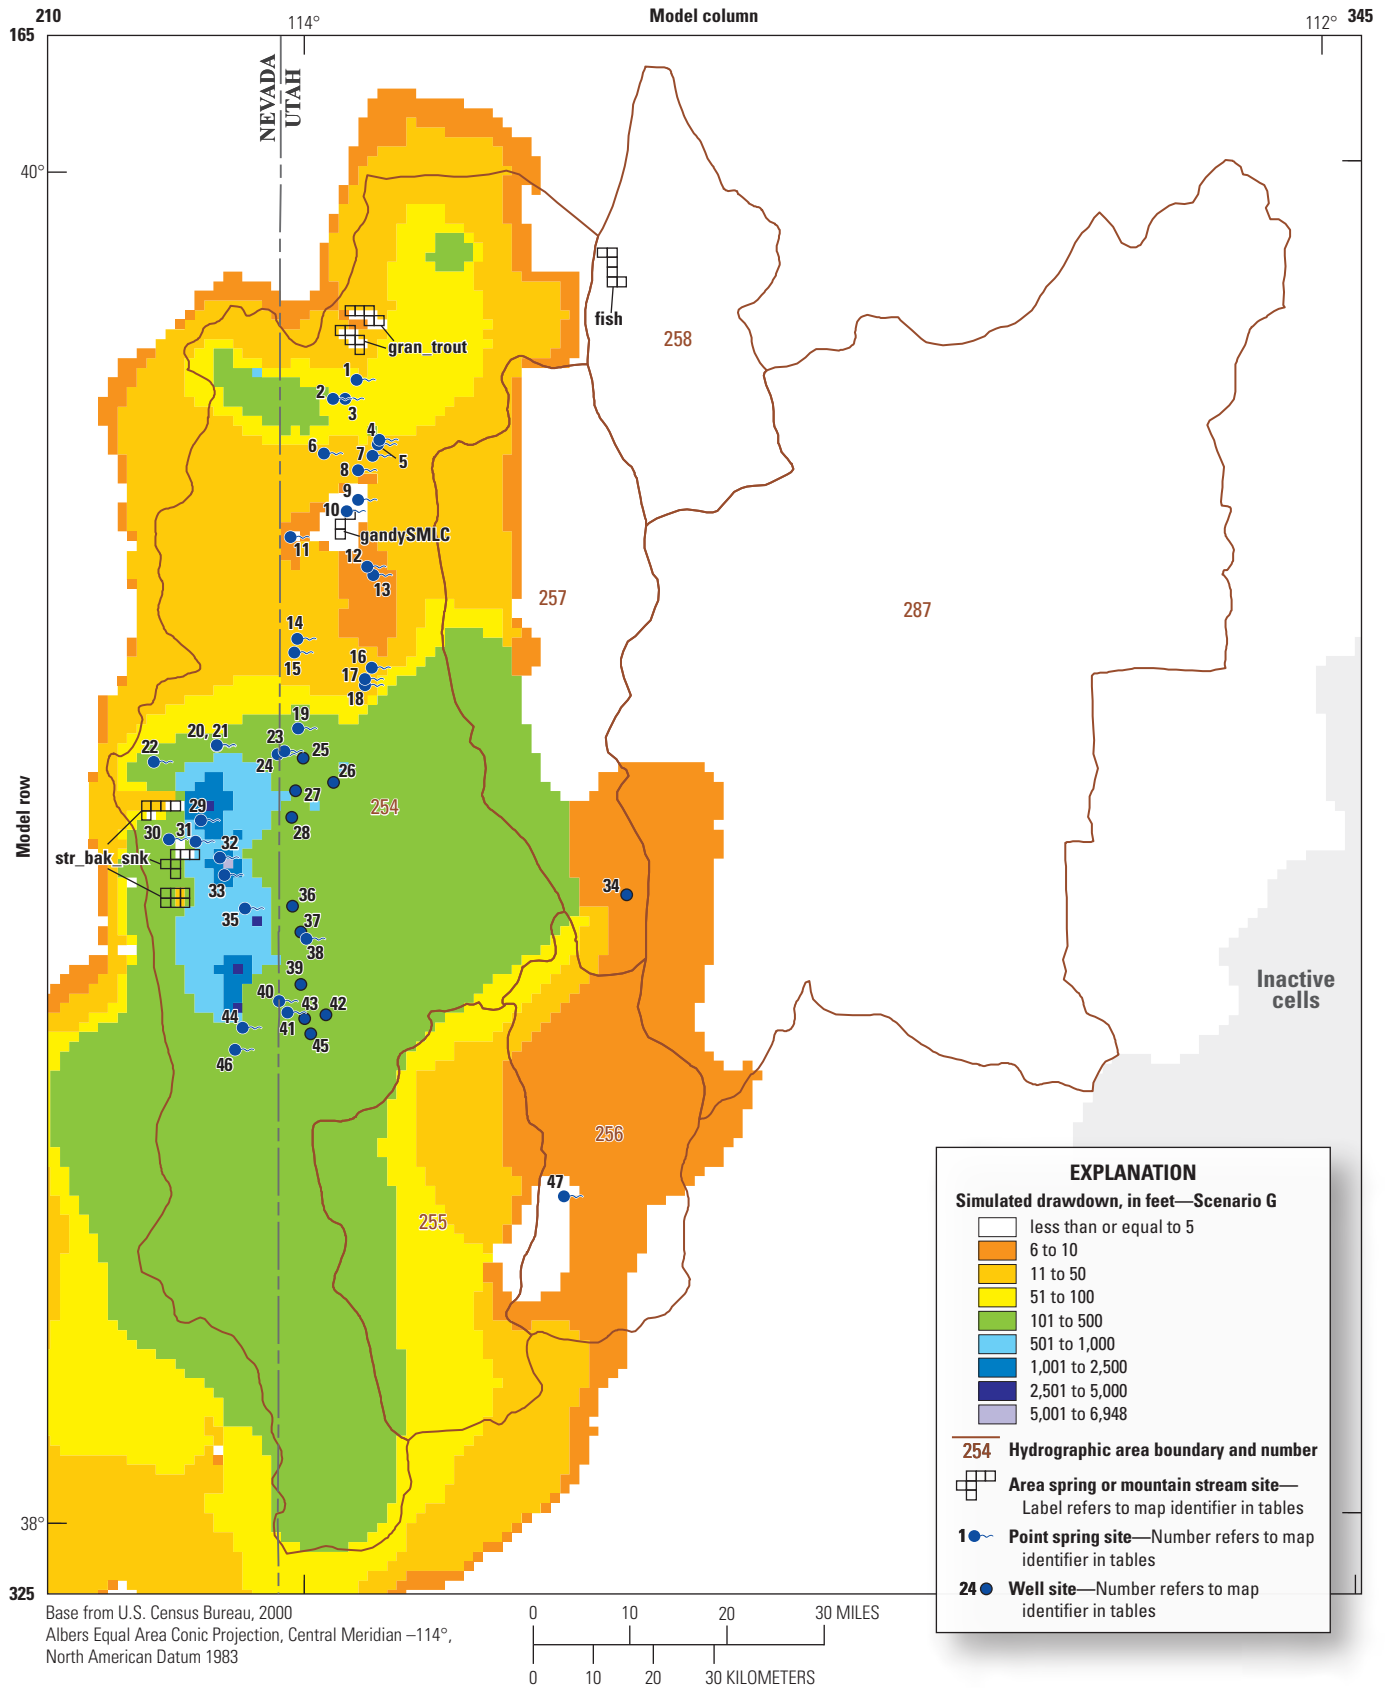 210
Model column
345
165
114°
112°
NEVADA
UTAH
40°
fish
258
gran_trout
1
2
3
4
5
6
7
8
9
10
gandySMLC
11
12
13
257
287
14
15
16
17
18
19
20, 21
22
23
24
25
26
27
254
28
29
30
31
32
str_bak_snk
33
34
35
36
37
38
39
40
41
42
43
44
45
46
Model row
Inactive
cells
256
47
255
38°
325
EXPLANATION
Simulated drawdown, in feet—Scenario G
less than or equal to 5
6 to 10
11 to 50
51 to 100
101 to 500
501 to 1,000
1,001 to 2,500
2,501 to 5,000
5,001 to 6,948
254 Hydrographic area boundary and number
Area spring or mountain stream site—
Label refers to map identifier in tables
1 Point spring site—Number refers to map
identifier in tables
24 Well site—Number refers to map
identifier in tables
Base from U.S. Census Bureau, 2000
Albers Equal Area Conic Projection, Central Meridian –114°,
North American Datum 1983
0 10 20 30 MILES
0 10 20 30 KILOMETERS